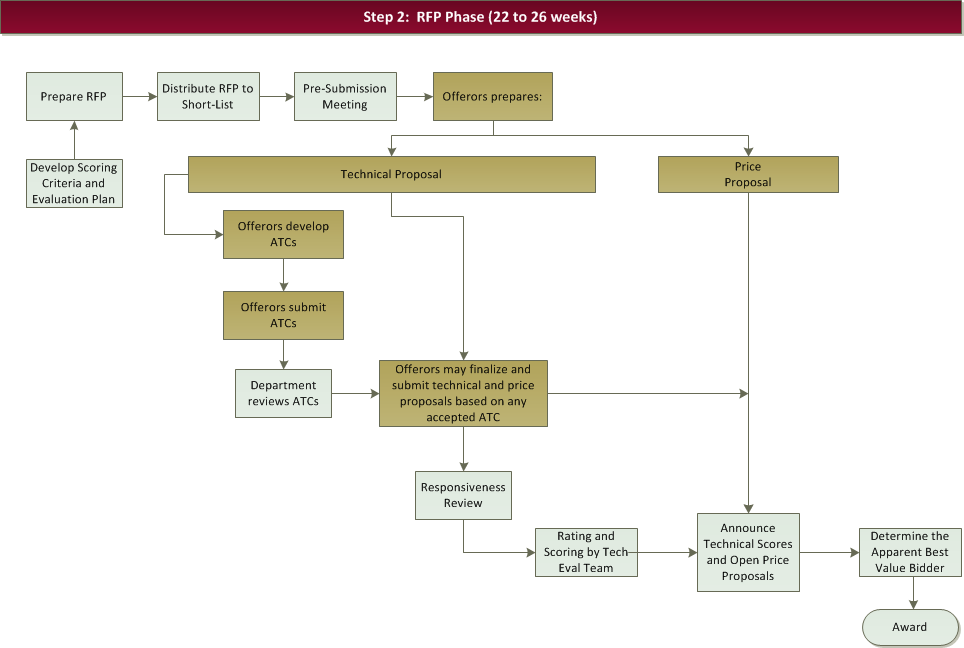 Step 2:  RFP Phase (22 to 26 weeks)
Prepare RFP
Distribute RFP to
Short-List
Pre-Submission
Meeting
Offerors prepares:
Develop Scoring
Criteria and
Evaluation Plan
Technical Proposal
Price
Proposal
Offerors develop
ATCs
Offerors submit
ATCs
Department
reviews ATCs
Offerors may finalize and
submit technical and price
proposals based on any
accepted ATC
Responsiveness
Review
Rating and
Scoring by Tech
Eval Team
Announce
Technical Scores
and Open Price
Proposals
Determine the
Apparent Best
Value Bidder
Award